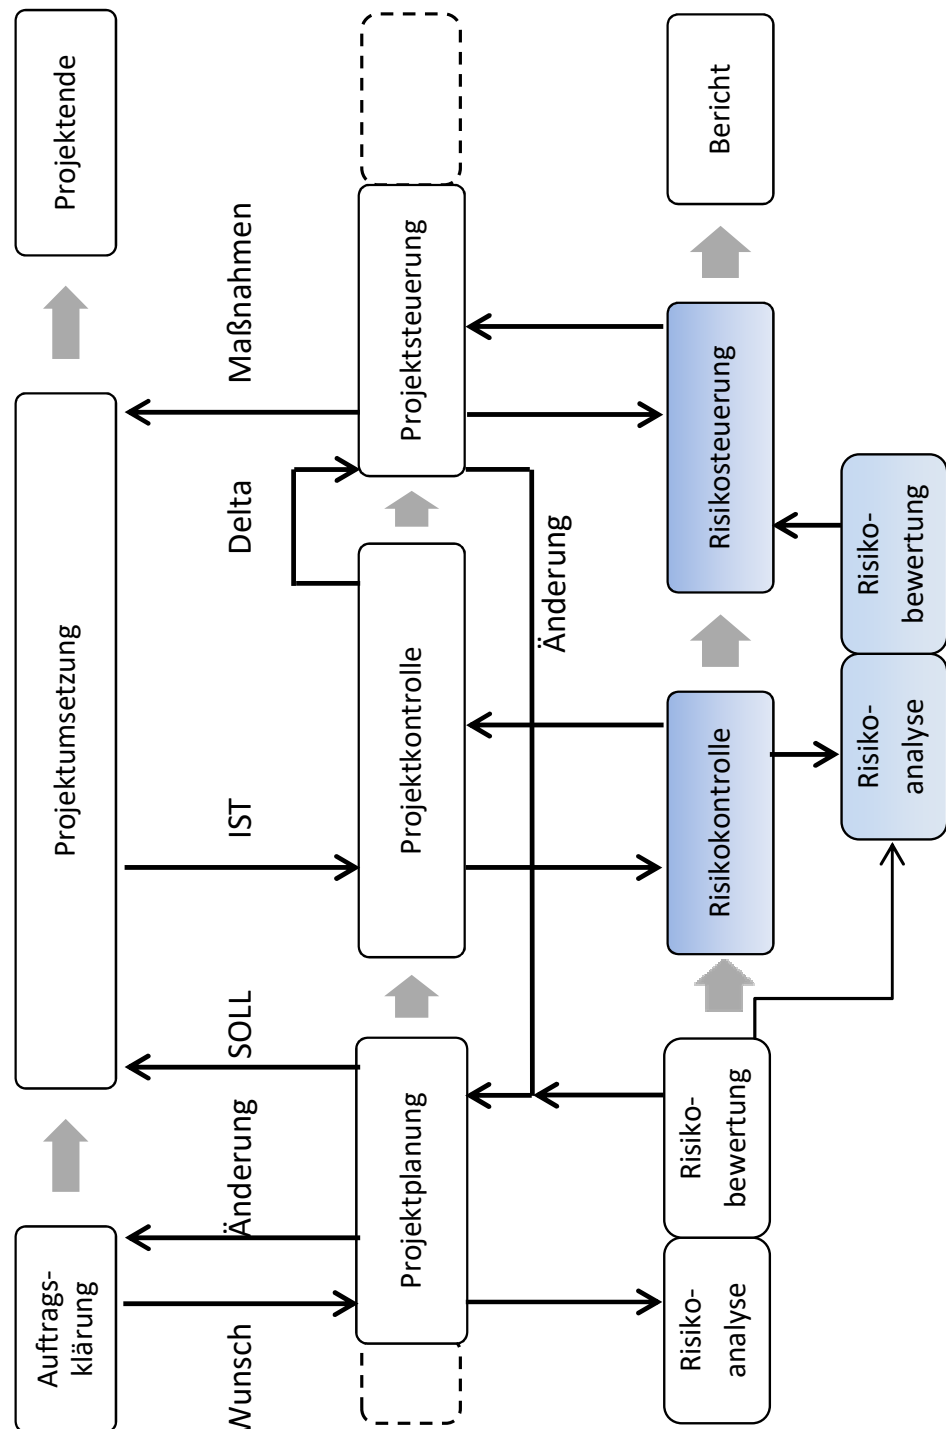 Auftrags-
klärung
Projektumsetzung
Projektende
Wunsch
Änderung
SOLL
IST
Delta
Maßnahmen
Projektplanung
Projektkontrolle
Projektsteuerung
Änderung
Risiko-
analyse
Risiko-
bewertung
Risikokontrolle
Risikosteuerung
Bericht
Risiko-
analyse
Risiko-
bewertung